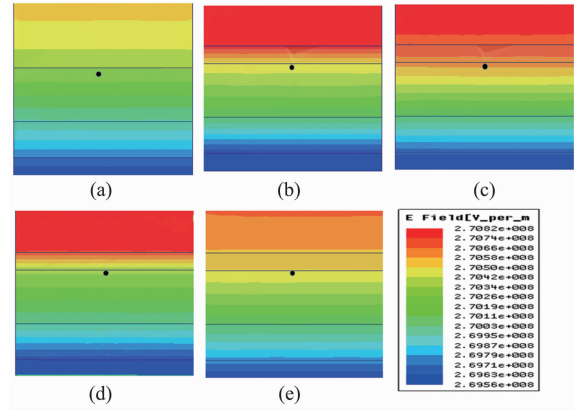 (a)
(b)
(c)
(d)
(e)
E Field[V_per_m
2.7082e+008
2.7074e+008
2.7066e+008
2.7058e+008
2.7050e+008
2.7042e+008
2.7034e+008
2.7026e+008
2.7019e+008
2.7011e+008
2.7003e+008
2.6995e+008
2.6987e+008
2.6979e+008
2.6971e+008
2.6963e+008
2.6956e+008